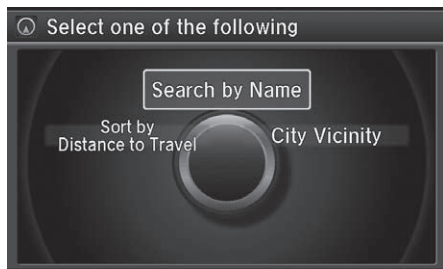 Select one of the following
Search by Name
Sort by
Distance to Travel
City Vicinity